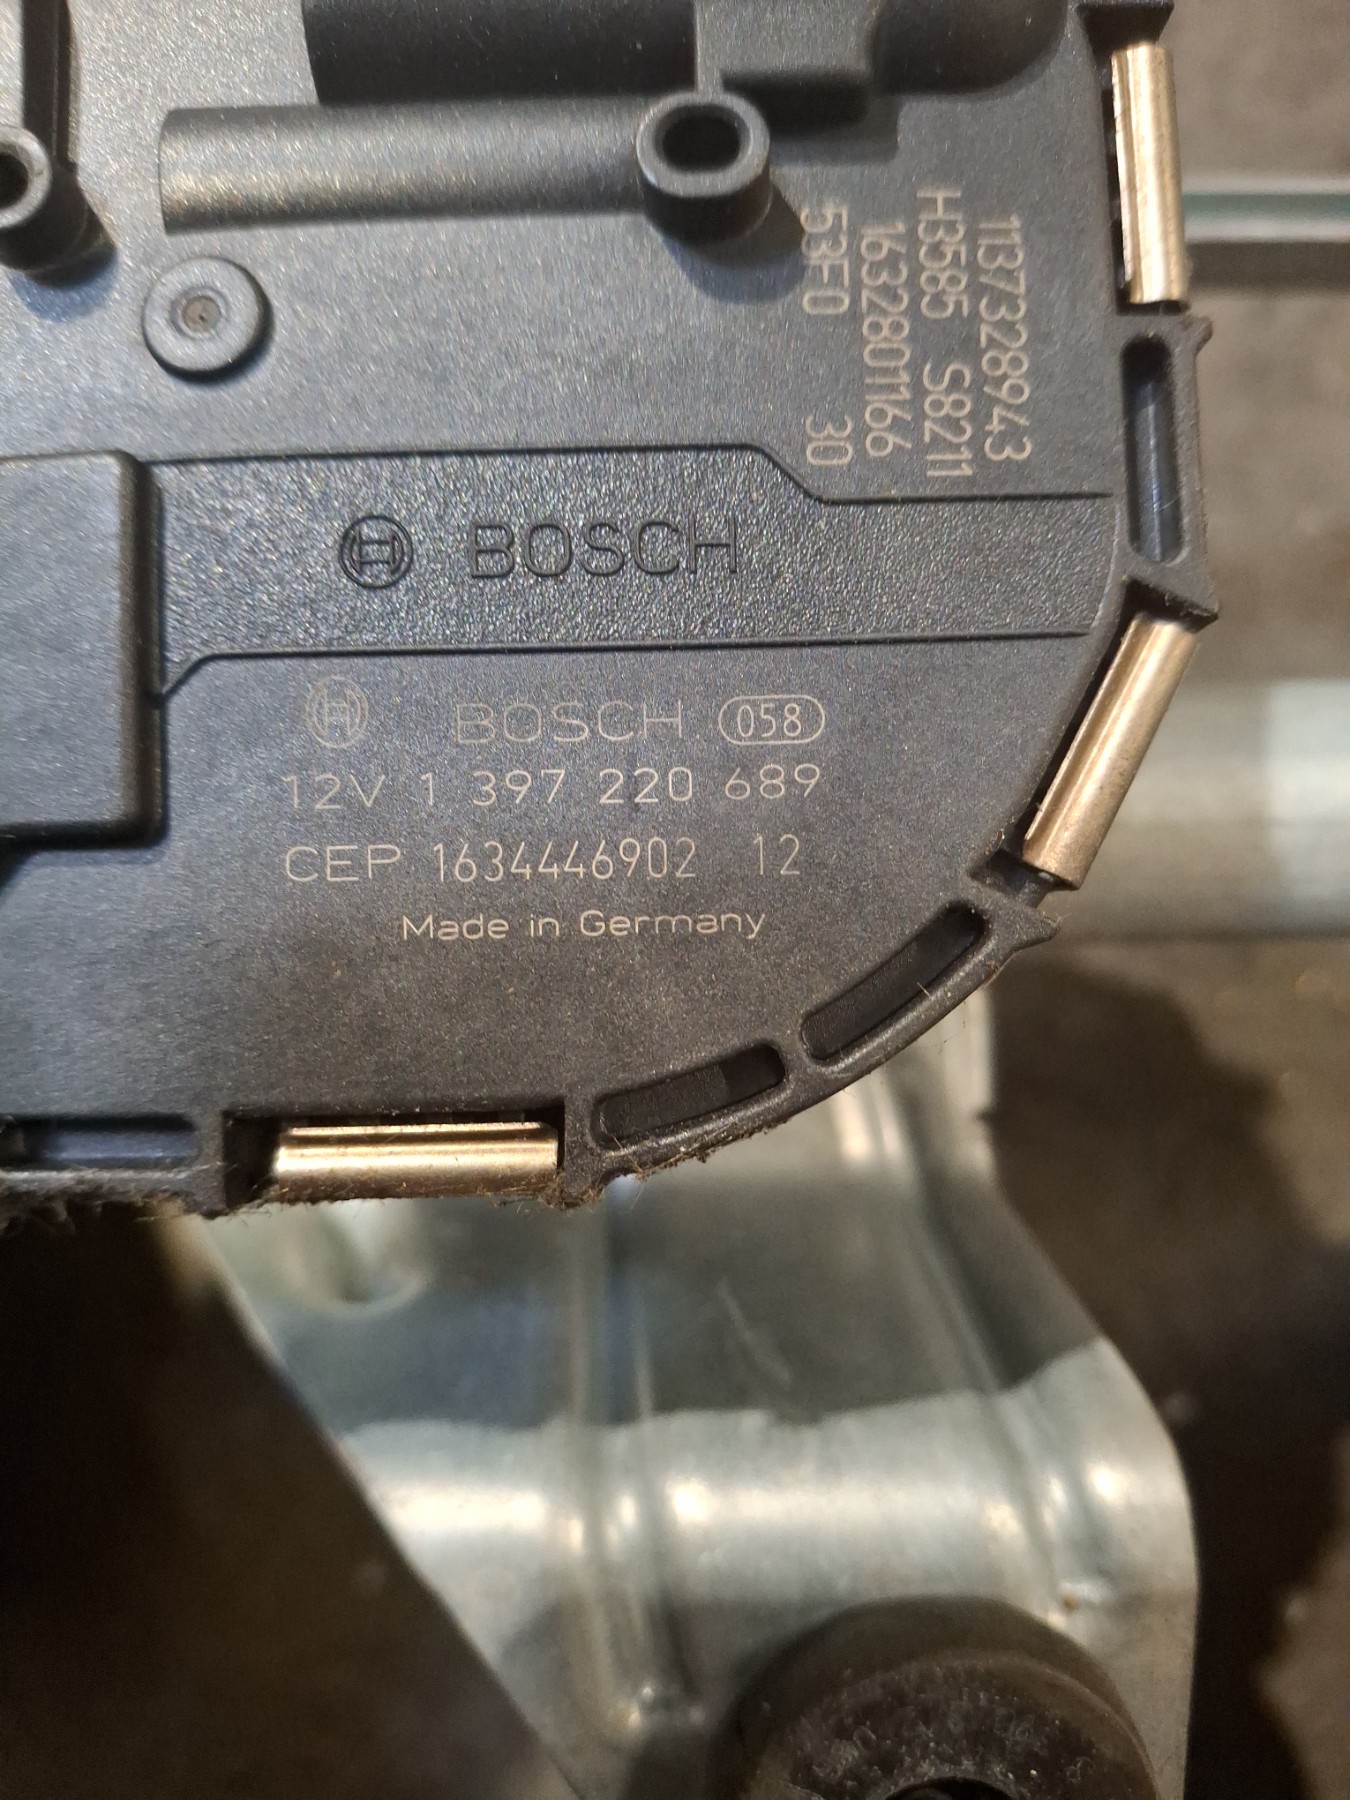 1137328943
H3585 S8211
1632801166
53F0 30
BOSCH
BOSCH 058
12V 1 397 220 689
CEP 1634446902 12
Made in Germany